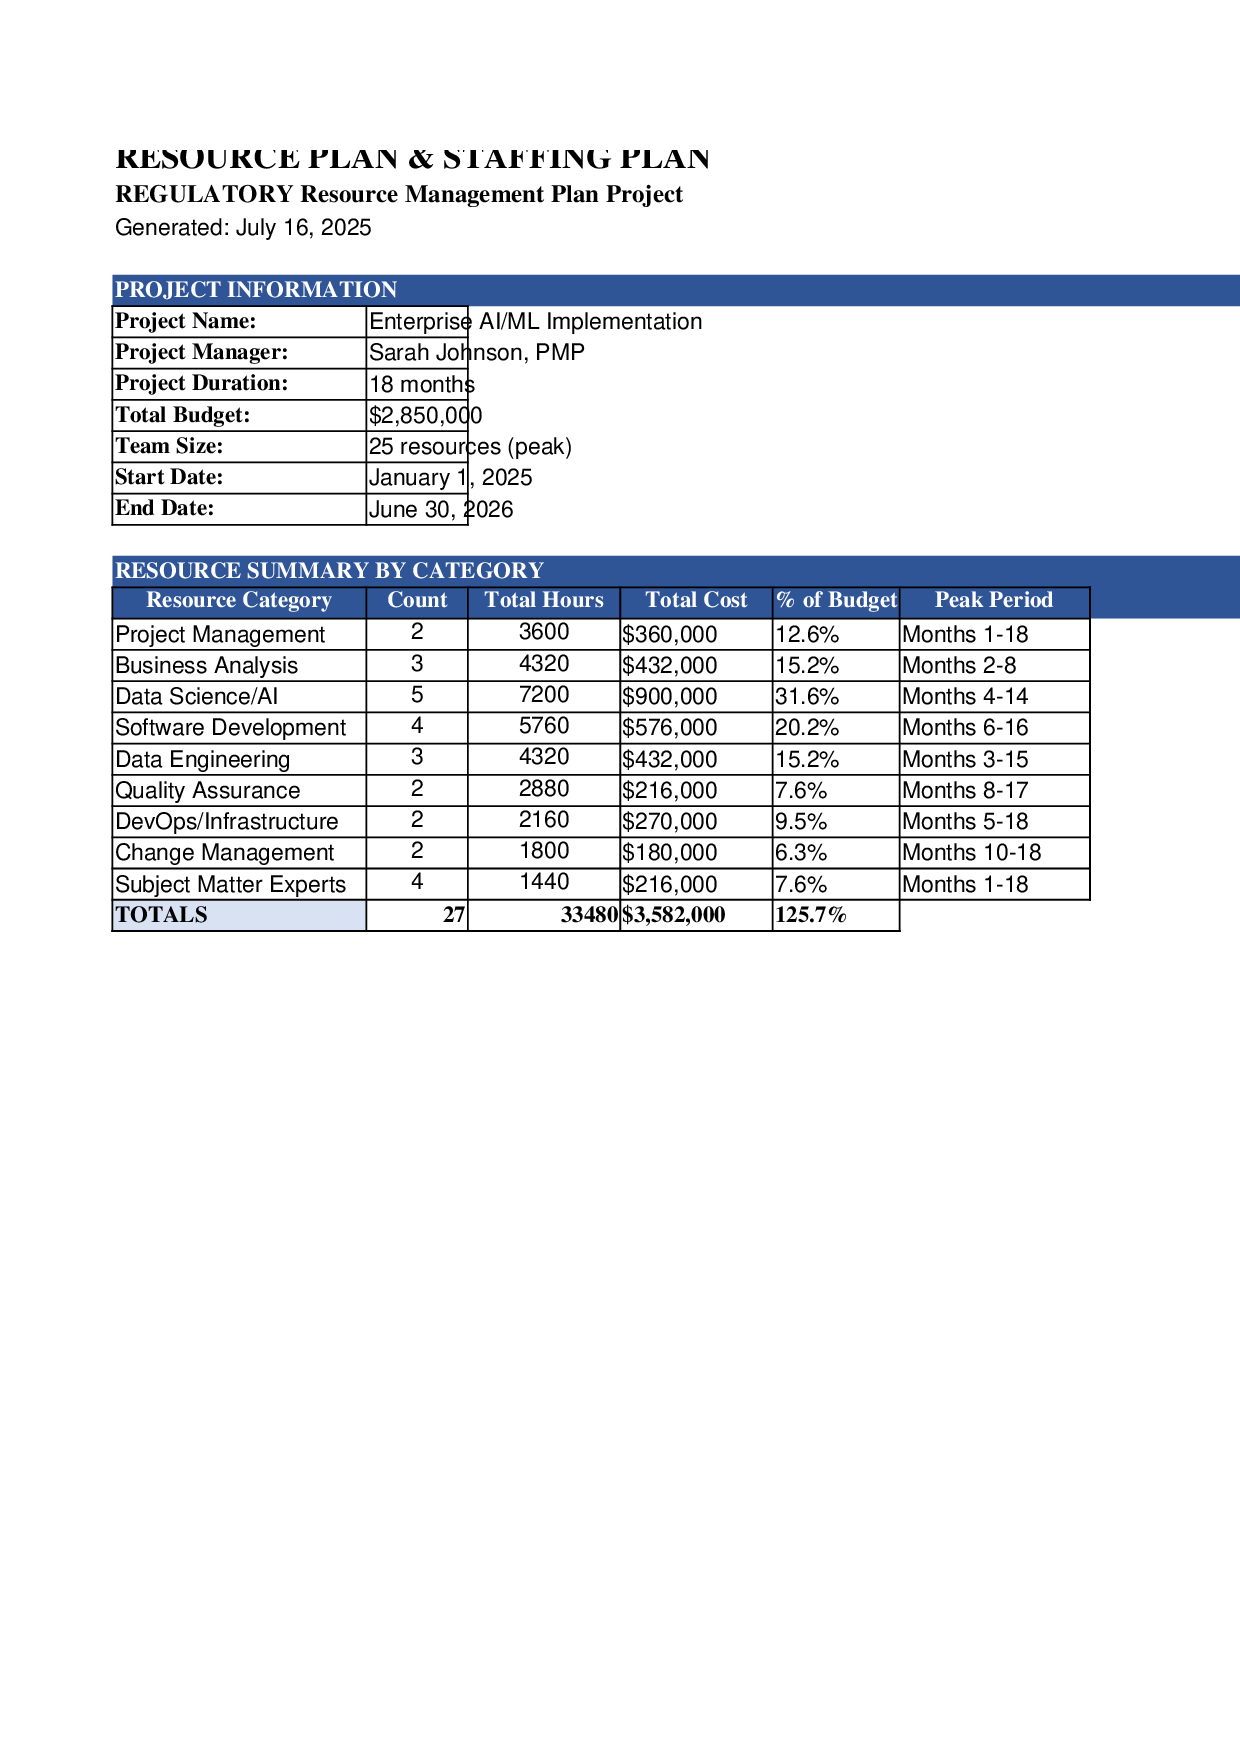 RESOURCE PLAN & STAFFING PLAN
REGULATORY Resource Management Plan Project
Generated: July 16, 2025
PROJECT INFORMATION
Project Name: Enterprise AI/ML Implementation
Project Manager: Sarah Johnson, PMP
Project Duration: 18 months
Total Budget: $2,850,000
Team Size: 25 resources (peak)
Start Date: January 1, 2025
End Date: June 30, 2026
RESOURCE SUMMARY BY CATEGORY
Resource Category Count Total Hours Total Cost % of Budget Peak Period
Project Management 2 3600 $360,000 12.6% Months 1-18
Business Analysis 3 4320 $432,000 15.2% Months 2-8
Data Science/AI 5 7200 $900,000 31.6% Months 4-14
Software Development 4 5760 $576,000 20.2% Months 6-16
Data Engineering 3 4320 $432,000 15.2% Months 3-15
Quality Assurance 2 2880 $216,000 7.6% Months 8-17
DevOps/Infrastructure 2 2160 $270,000 9.5% Months 5-18
Change Management 2 1800 $180,000 6.3% Months 10-18
Subject Matter Experts 4 1440 $216,000 7.6% Months 1-18
TOTALS 27 33480 $3,582,000 125.7%